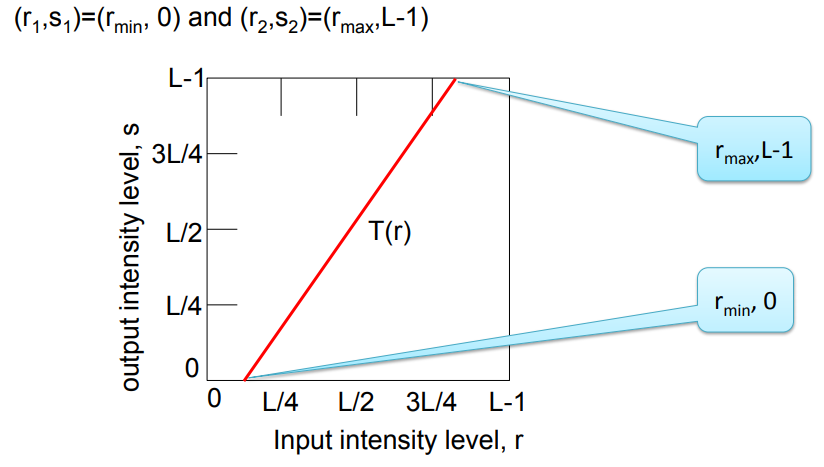 (r₁,s₁)=(rmin, 0) and (r₂,s₂)=(rmax,L-1)
L-1
3L/4
L/2
L/4
0
output intensity level, s
T(r)
rmax,L-1
rmin, 0
0 L/4 L/2 3L/4 L-1
Input intensity level, r